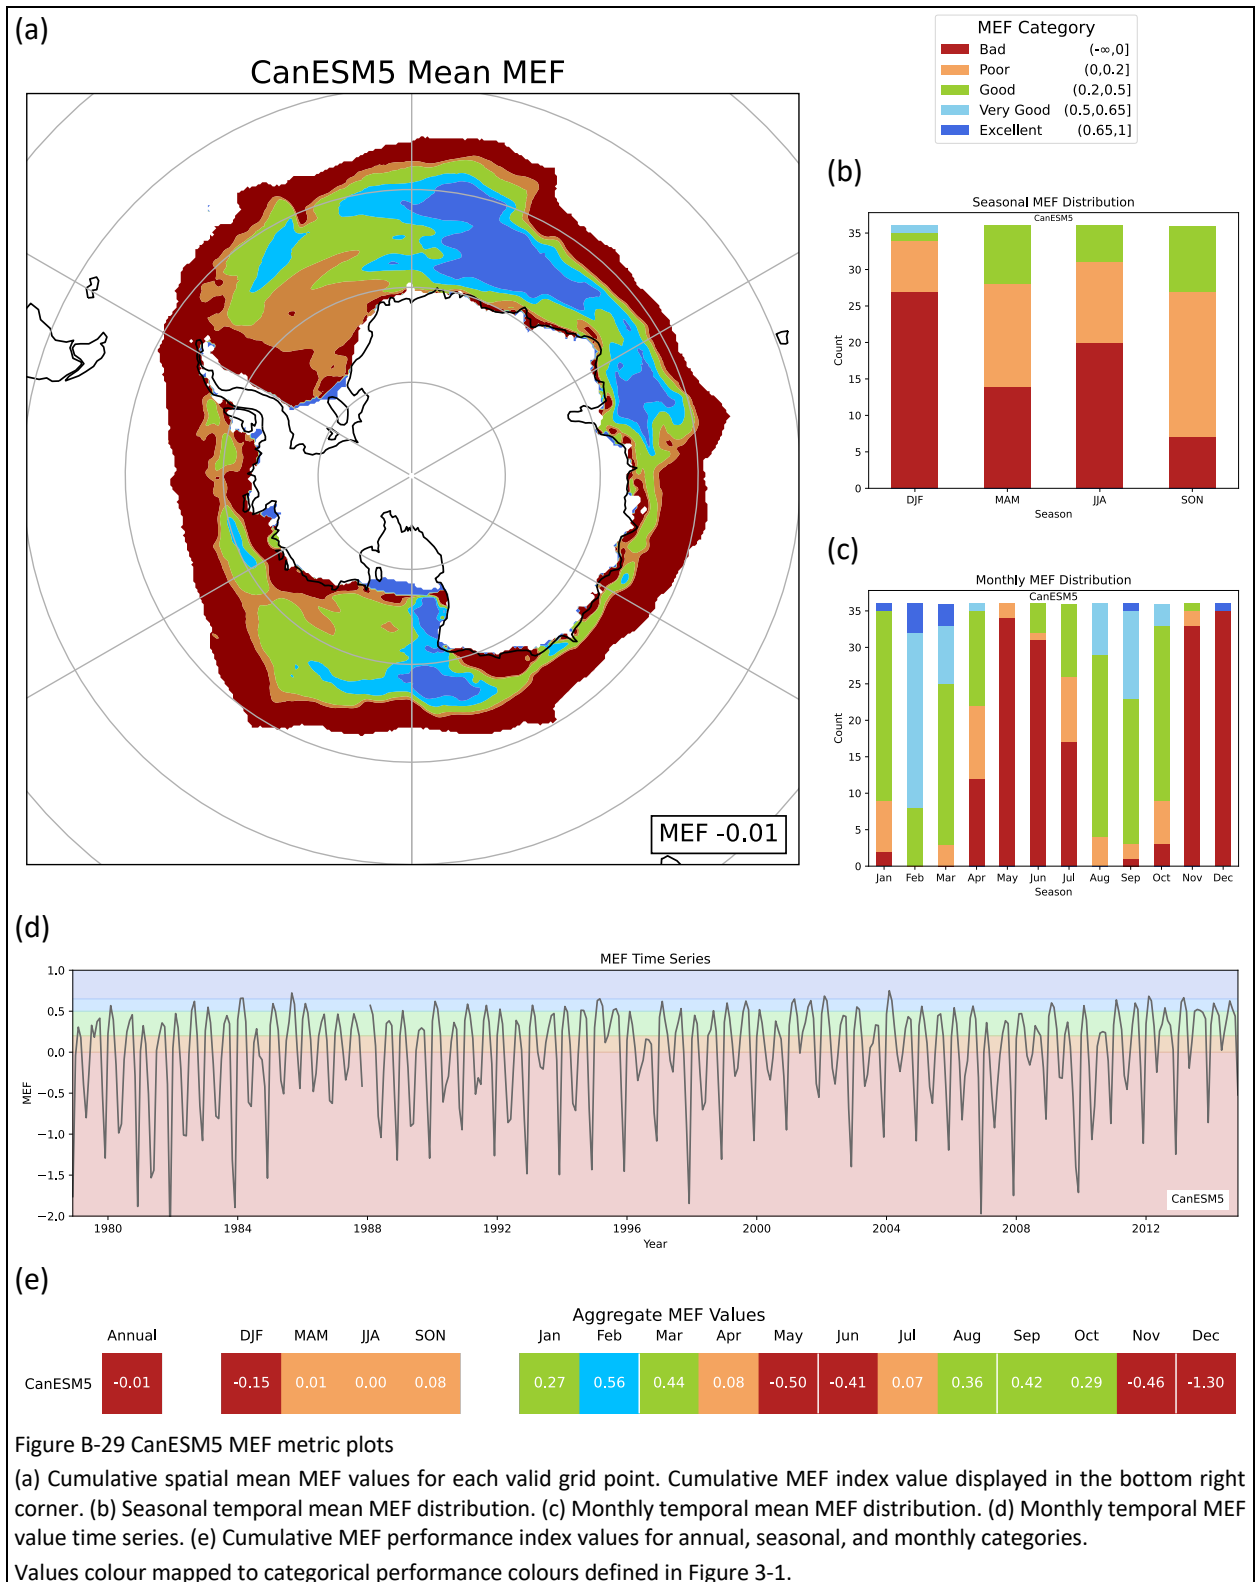 (a)
CanESM5 Mean MEF
MEF -0.01
MEF Category
Bad (-∞,0]
Poor (0,0.2]
Good (0.2,0.5]
Very Good (0.5,0.65]
Excellent (0.65,1]
(b)
Seasonal MEF Distribution
CanESM5
35
30
25
20
15
10
5
0
Count
DJF MAM JJA SON
Season
(c)
Monthly MEF Distribution
CanESM5
35
30
25
20
15
10
5
0
Count
Jan Feb Mar Apr May Jun Jul Aug Sep Oct Nov Dec
Season
(d)
MEF Time Series
1.0
0.5
0.0
−0.5
−1.0
−1.5
−2.0
MEF
CanESM5
1980 1984 1988 1992 1996 2000 2004 2008 2012
Year
(e)
Aggregate MEF Values
Annual DJF MAM JJA SON Jan Feb Mar Apr May Jun Jul Aug Sep Oct Nov Dec
CanESM5 -0.01 -0.15 0.01 0.00 0.08 0.27 0.56 0.44 0.08 -0.50 -0.41 0.07 0.36 0.42 0.29 -0.46 -1.30
Figure B-29 CanESM5 MEF metric plots
(a) Cumulative spatial mean MEF values for each valid grid point. Cumulative MEF index value displayed in the bottom right
corner. (b) Seasonal temporal mean MEF distribution. (c) Monthly temporal mean MEF distribution. (d) Monthly temporal MEF
value time series. (e) Cumulative MEF performance index values for annual, seasonal, and monthly categories.
Values colour mapped to categorical performance colours defined in Figure 3-1.